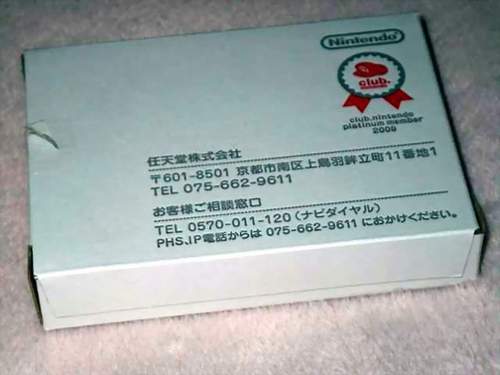 Nintendo
club.
club.nintendo
platinum member
2009
任天堂株式会社
〒601-8501 京都市南区上鳥羽鉾立町11番地1
TEL 075-662-9611
お客様ご相談窓口
TEL 0570-011-120（ナビダイヤル）
PHS、IP電話からは 075-662-9611 におかけください。